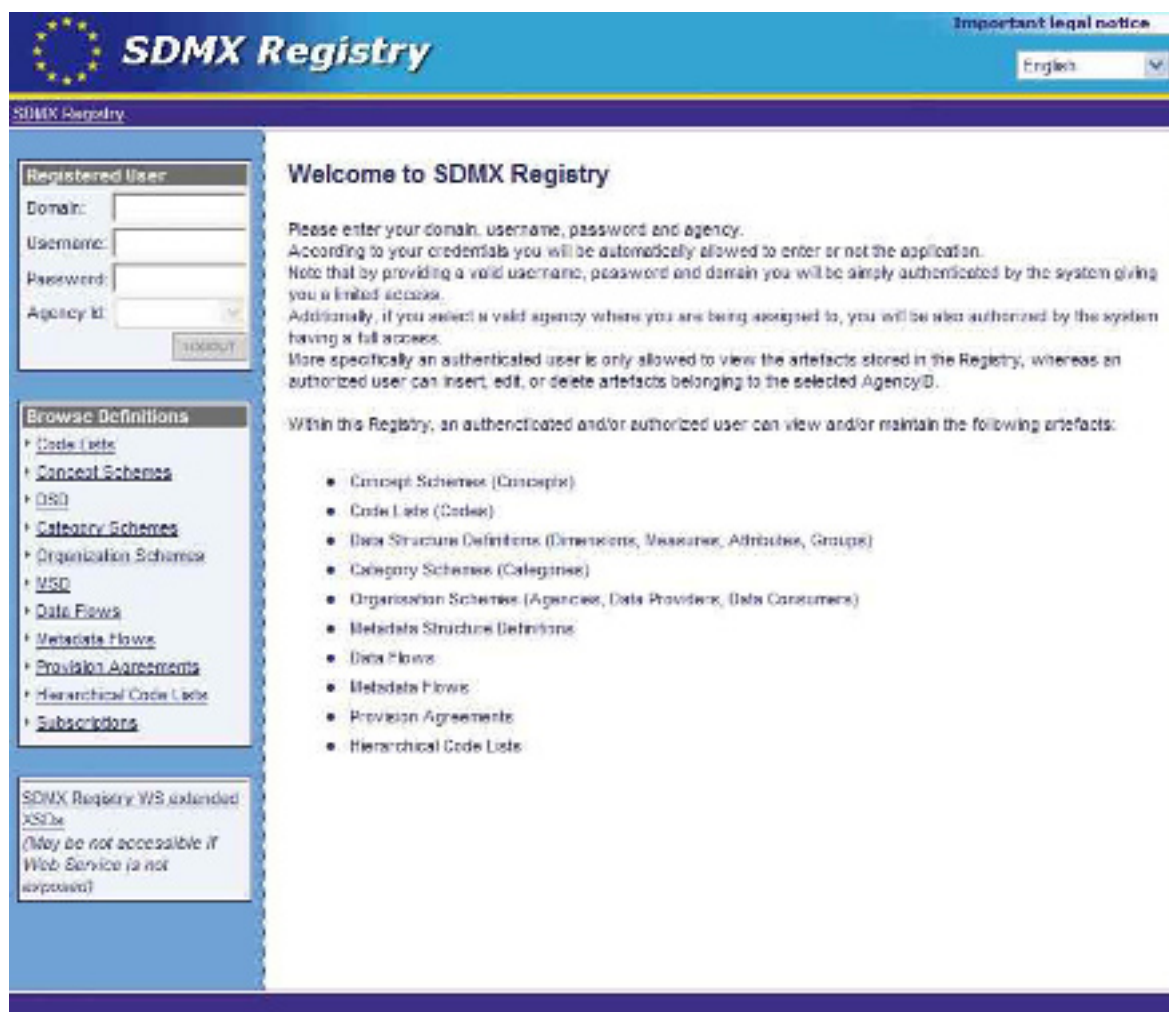 Important legal notice
SDMX Registry
English
SDMX Registry
Registered User
Domain:
Username:
Password:
Agency Id:
LOGOUT
Browse Definitions
Code Lists
Concept Schemes
DSD
Category Schemes
Organization Schemes
MSD
Data Flows
Metadata Flows
Provision Agreements
Hierarchical Code Lists
Subscriptions
SDMX Registry WS extended
XSDs
(May be not accessible if
Web Service is not
exposed)
Welcome to SDMX Registry
Please enter your domain, username, password and agency.
According to your credentials you will be automatically allowed to enter or not the application.
Note that by providing a valid username, password and domain you will be simply authenticated by the system giving
you a limited access.
Additionally, if you select a valid agency where you are being assigned to, you will be also authorized by the system
having a full access.
More specifically an authenticated user is only allowed to view the artefacts stored in the Registry, whereas an
authorized user can insert, edit, or delete artefacts belonging to the selected AgencyID.
Within this Registry, an authencticated and/or authorized user can view and/or maintain the following artefacts:
Concept Schemes (Concepts)
Code Lists (Codes)
Data Structure Definitions (Dimensions, Measures, Attributes, Groups)
Category Schemes (Categories)
Organisation Schemes (Agencies, Data Providers, Data Consumers)
Metadata Structure Definitions
Data Flows
Metadata Flows
Provision Agreements
Hierarchical Code Lists